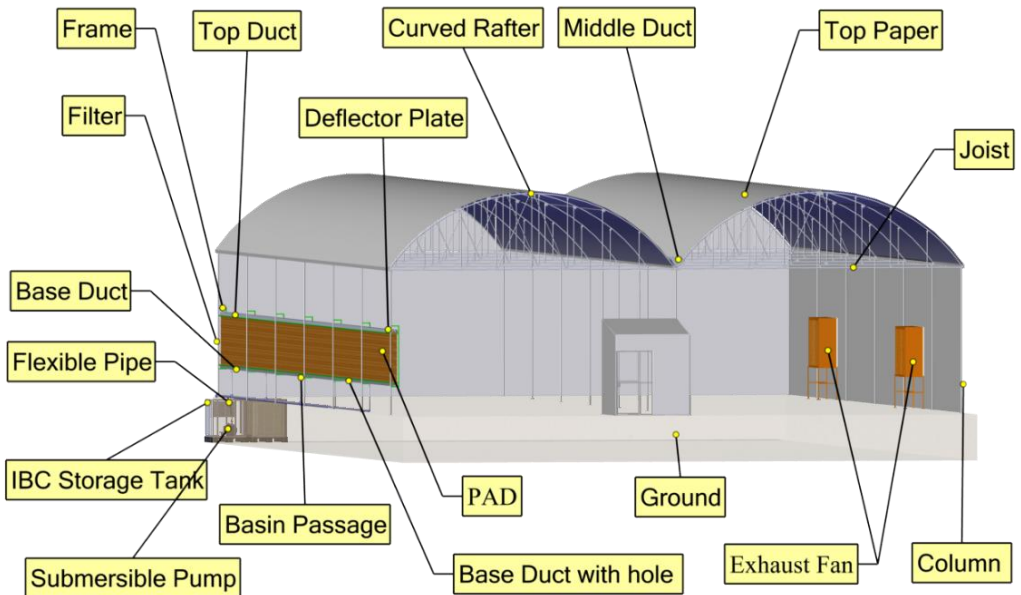 Frame
Top Duct
Curved Rafter
Middle Duct
Top Paper
Filter
Deflector Plate
Joist
Base Duct
Flexible Pipe
IBC Storage Tank
PAD
Ground
Basin Passage
Exhaust Fan
Column
Submersible Pump
Base Duct with hole